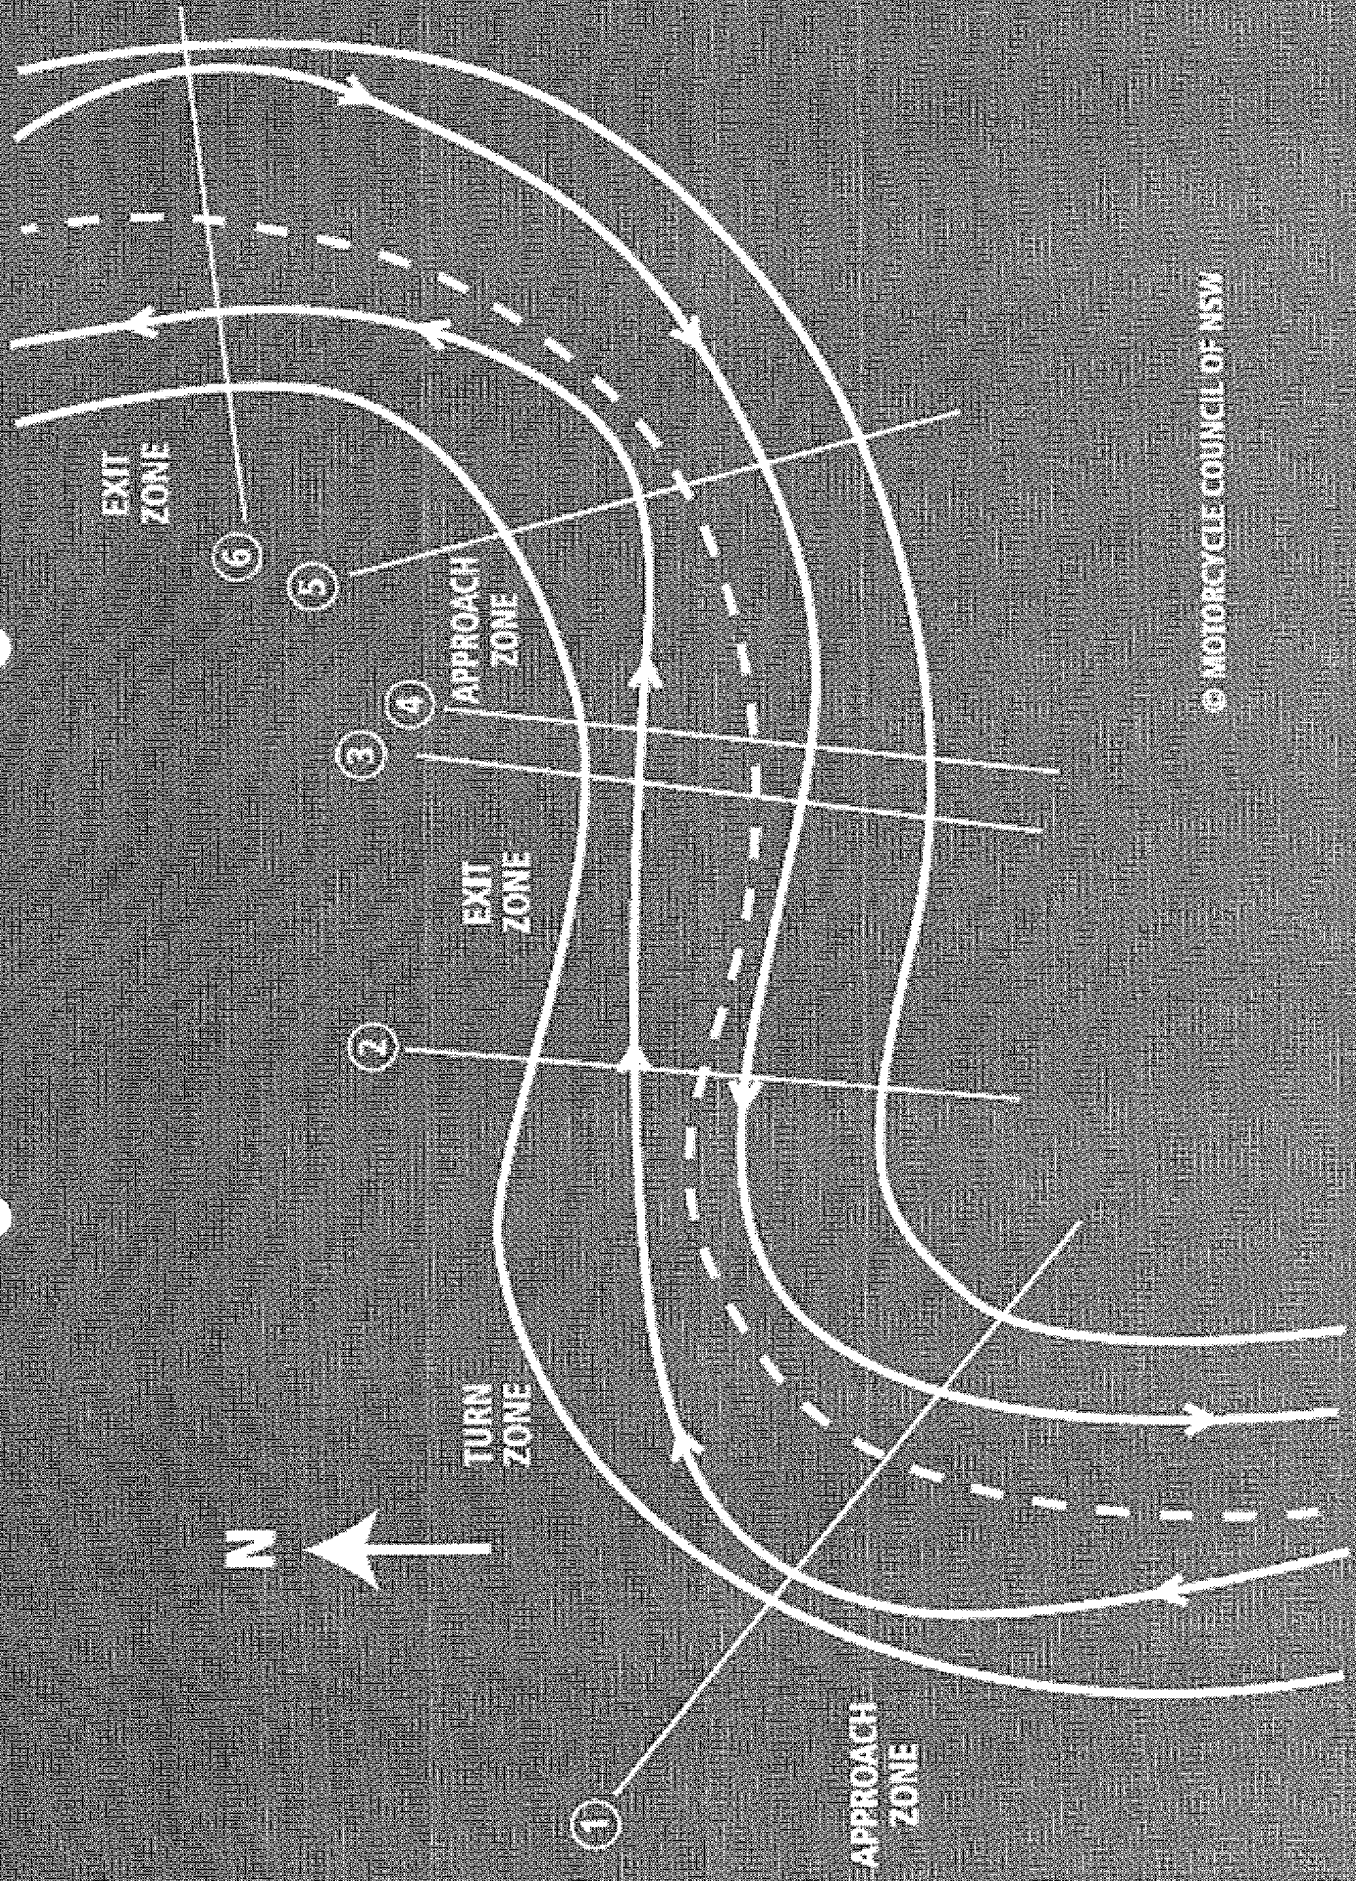 EXIT
ZONE
N
6
5
4
3
2
APPROACH
ZONE
TURN
ZONE
EXIT
ZONE
1
APPROACH
ZONE
© MOTORCYCLE COUNCIL OF NSW